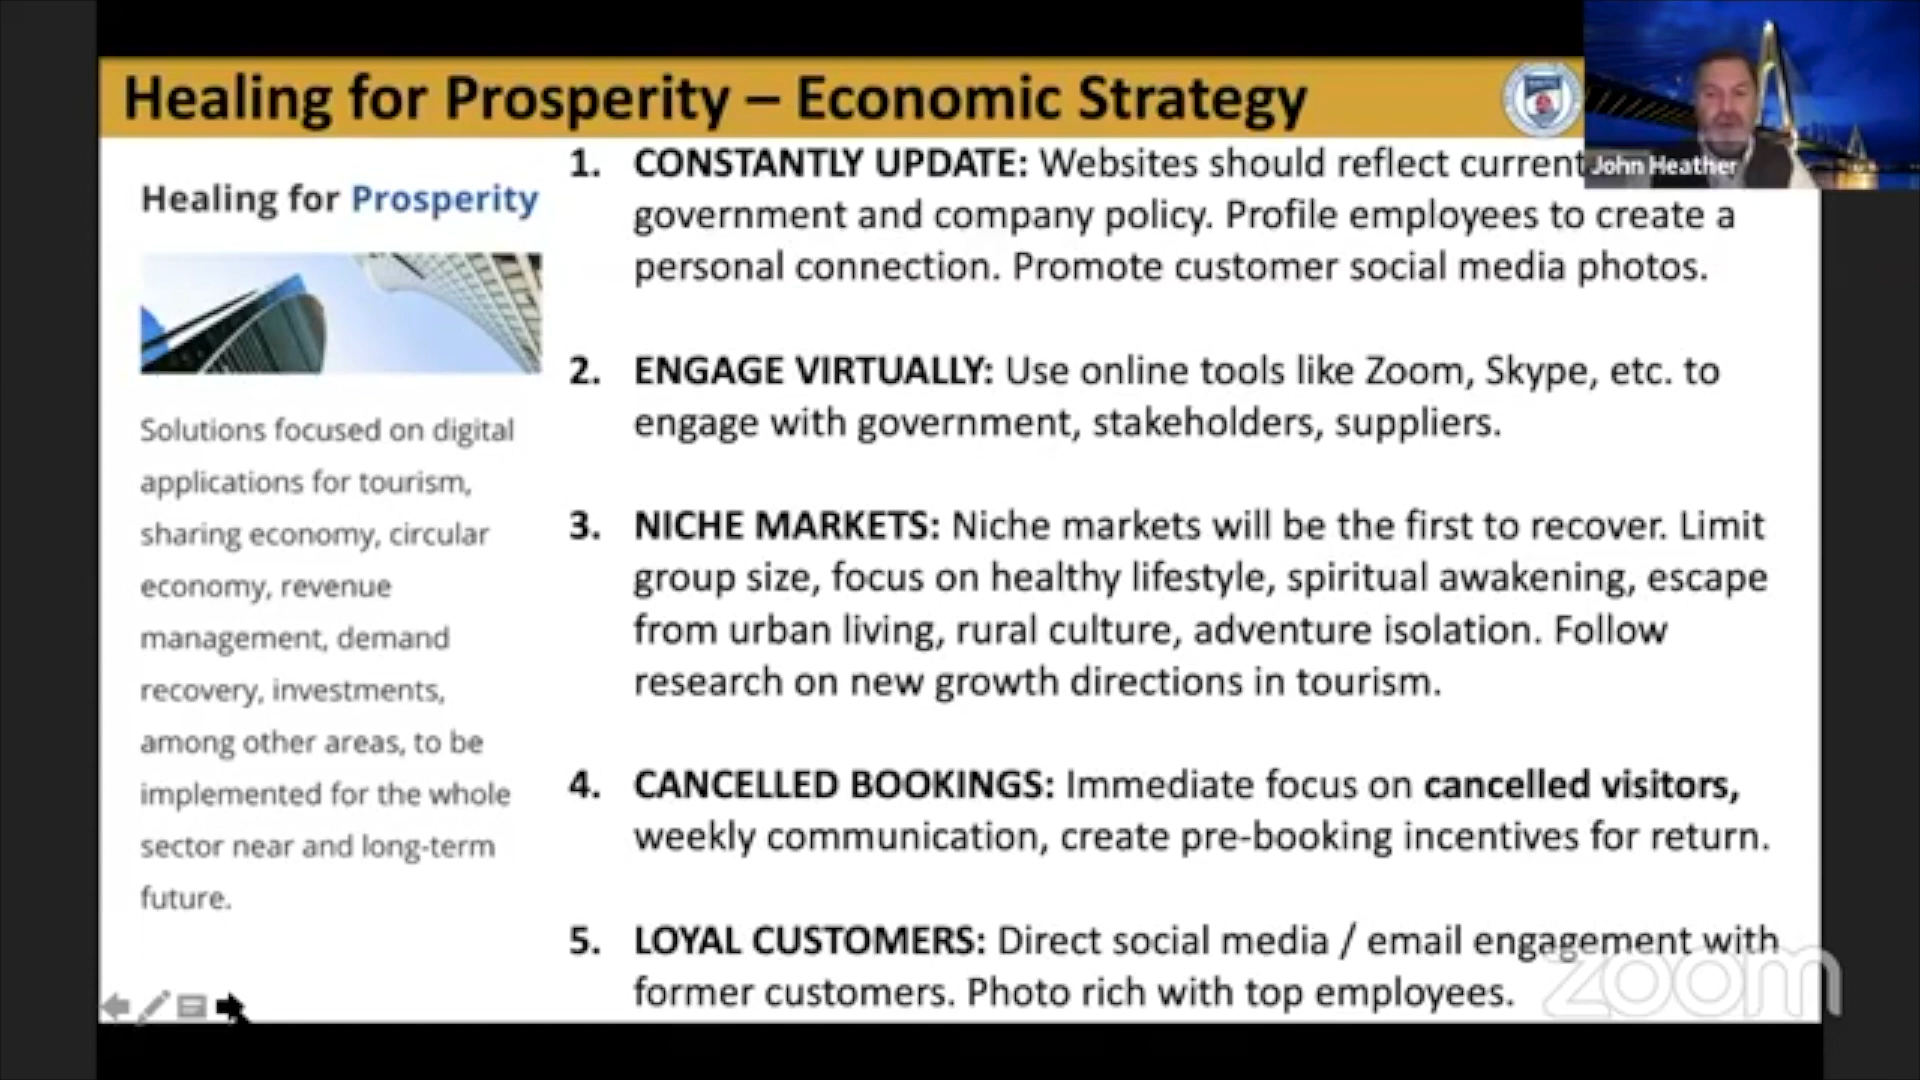 Healing for Prosperity – Economic Strategy
John Heather
Healing for Prosperity
Solutions focused on digital
applications for tourism,
sharing economy, circular
economy, revenue
management, demand
recovery, investments,
among other areas, to be
implemented for the whole
sector near and long-term
future.
1. CONSTANTLY UPDATE: Websites should reflect current
government and company policy. Profile employees to create a
personal connection. Promote customer social media photos.
2. ENGAGE VIRTUALLY: Use online tools like Zoom, Skype, etc. to
engage with government, stakeholders, suppliers.
3. NICHE MARKETS: Niche markets will be the first to recover. Limit
group size, focus on healthy lifestyle, spiritual awakening, escape
from urban living, rural culture, adventure isolation. Follow
research on new growth directions in tourism.
4. CANCELLED BOOKINGS: Immediate focus on cancelled visitors,
weekly communication, create pre-booking incentives for return.
5. LOYAL CUSTOMERS: Direct social media / email engagement with
former customers. Photo rich with top employees.
zoom